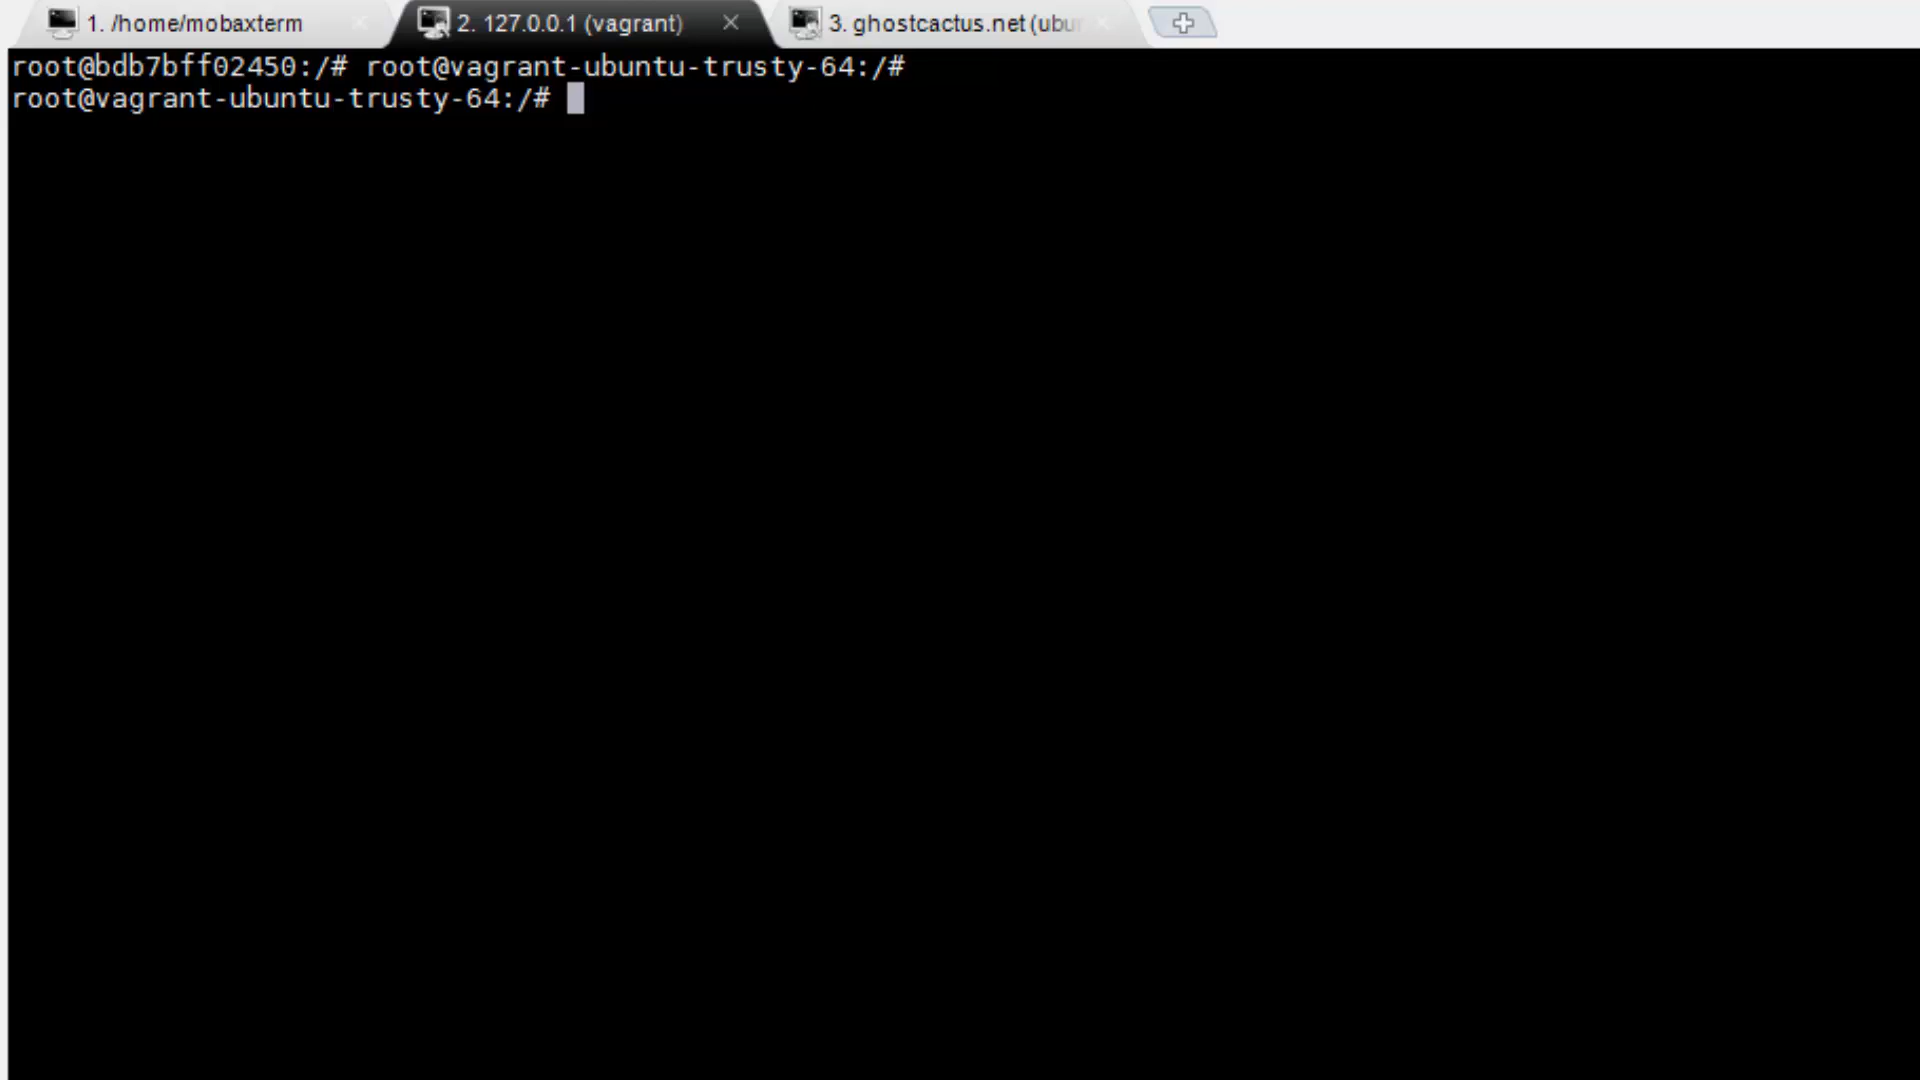 1. /home/mobaxterm
2. 127.0.0.1 (vagrant)
3. ghostcactus.net (ubu
root@bdb7bff02450:/# root@vagrant-ubuntu-trusty-64:/#
root@vagrant-ubuntu-trusty-64:/#